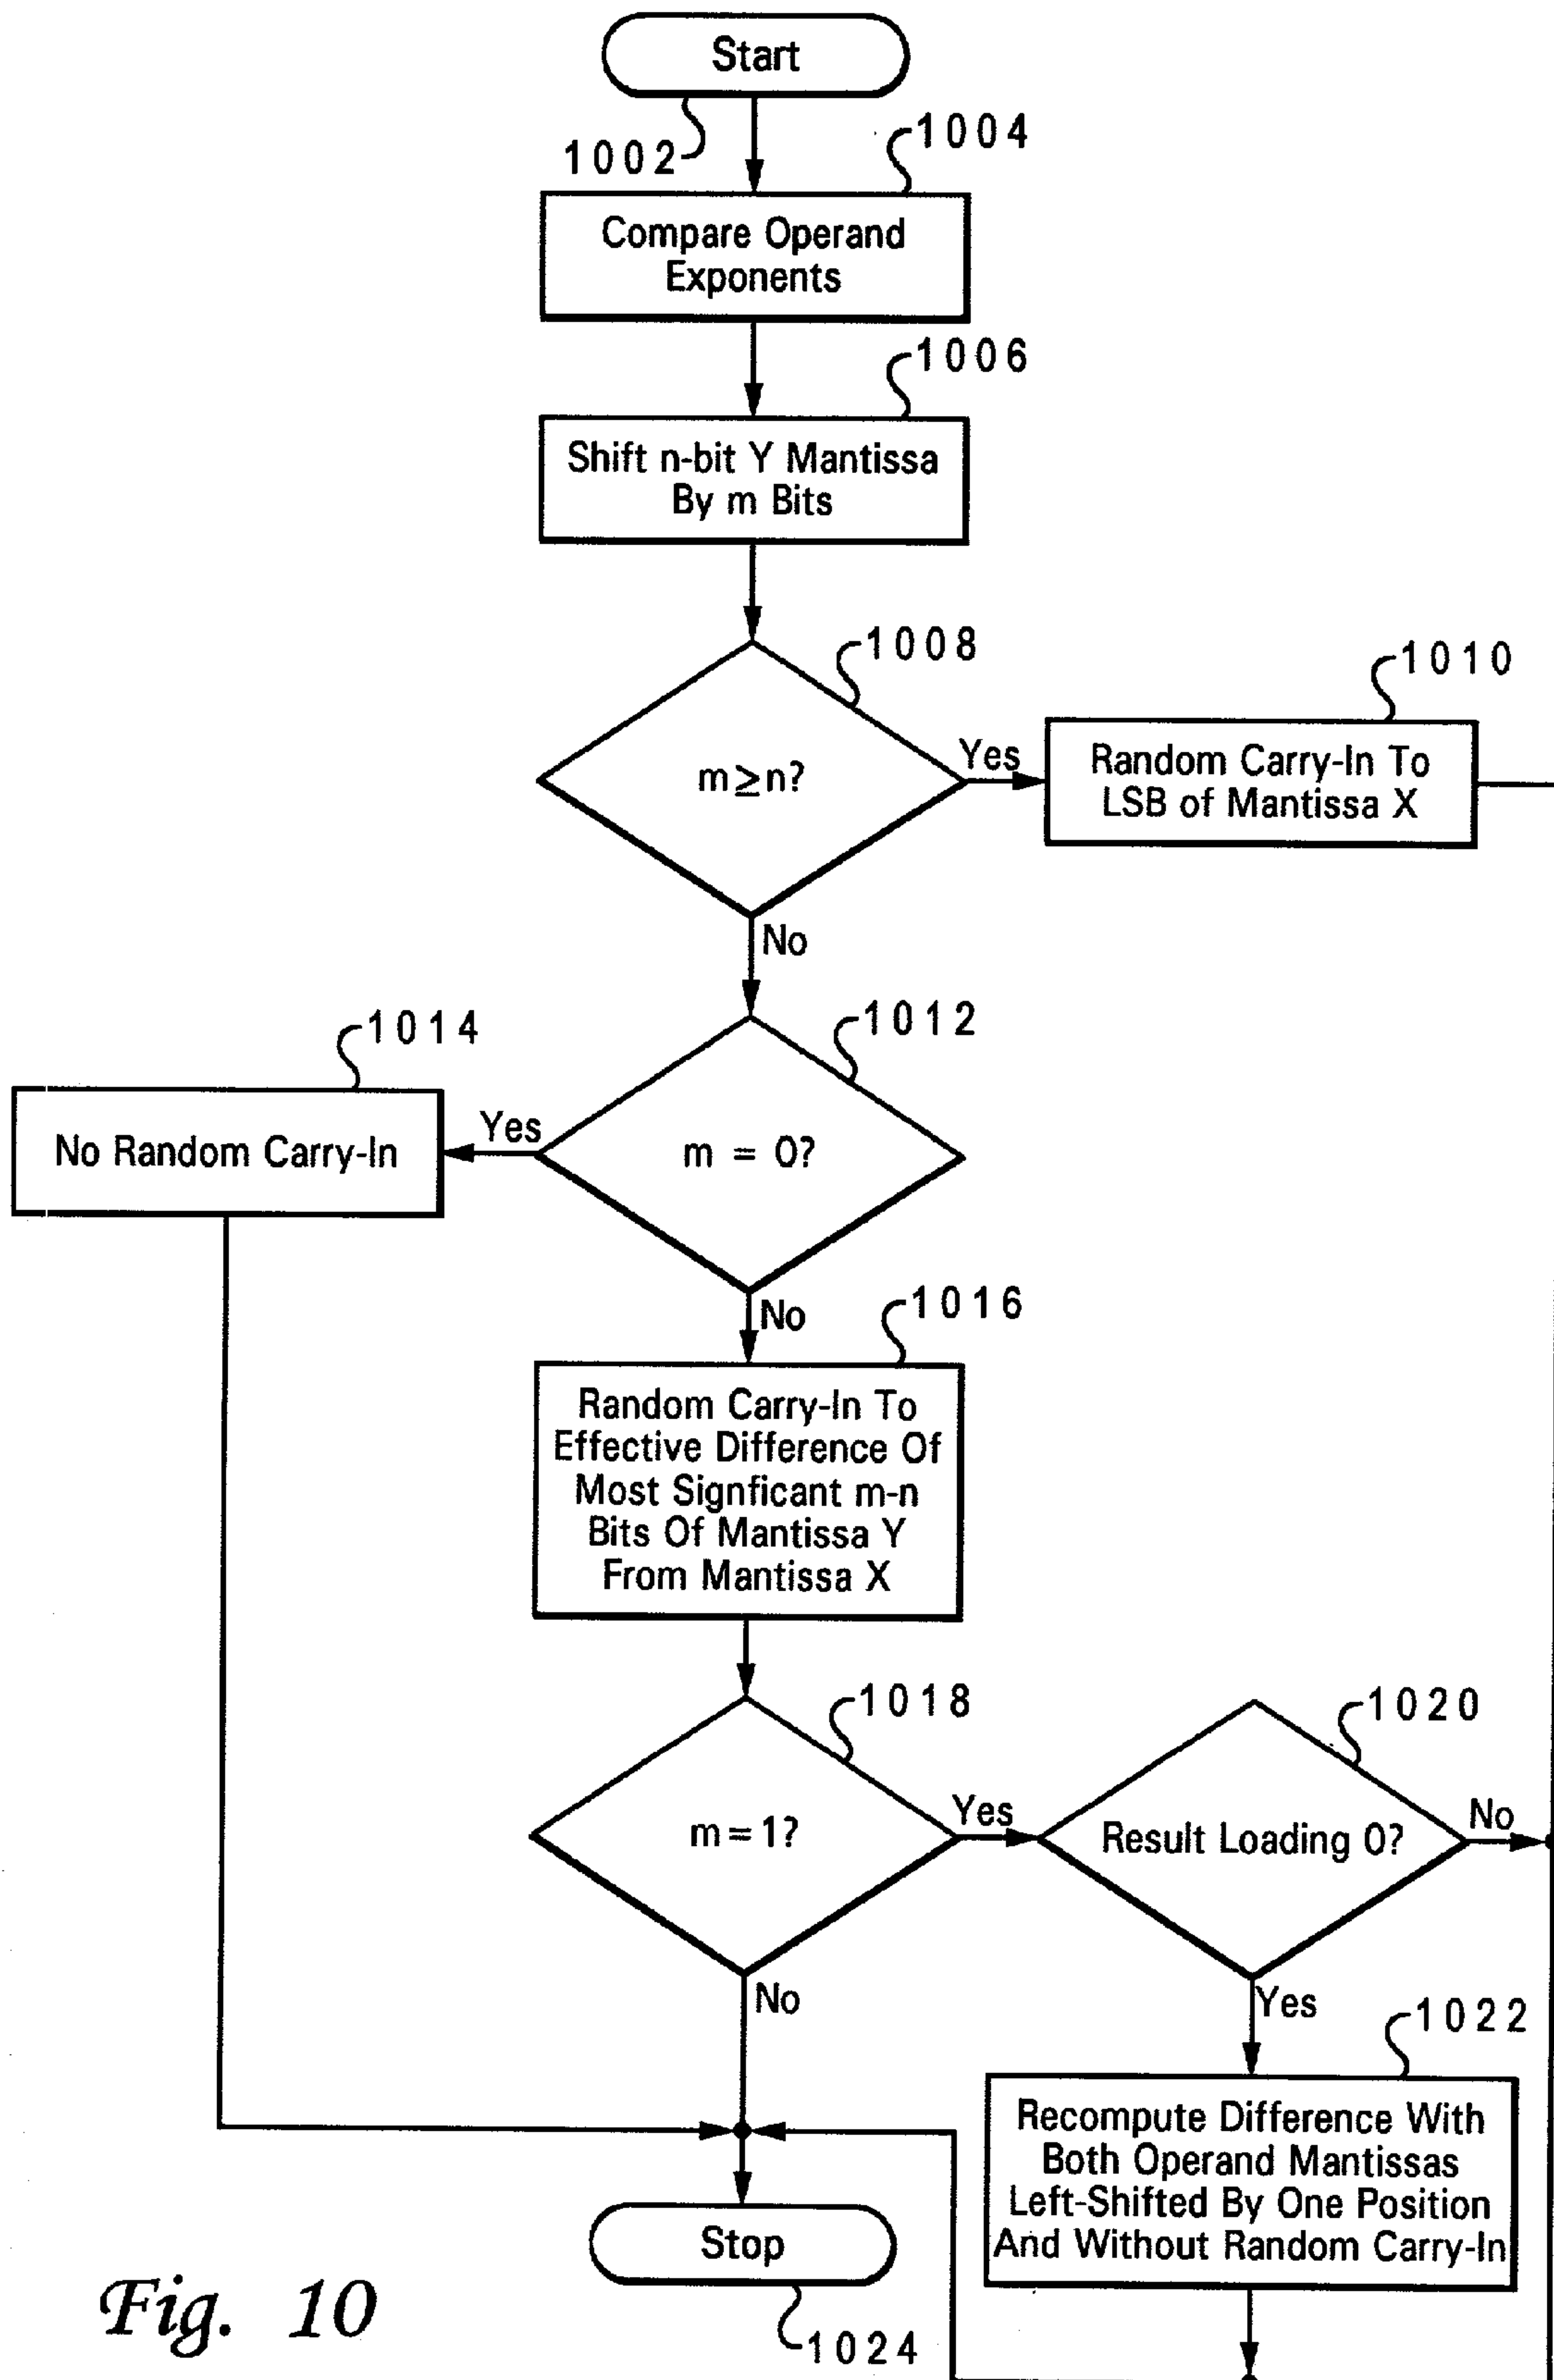 Start
1002
1004
Compare Operand
Exponents
1006
Shift n-bit Y Mantissa
By m Bits
1008
m≥n?
Yes
1010
Random Carry-In To
LSB of Mantissa X
No
1012
m = 0?
Yes
1014
No Random Carry-In
No
1016
Random Carry-In To
Effective Difference Of
Most Signficant m-n
Bits Of Mantissa Y
From Mantissa X
1018
m=1?
Yes
1020
Result Loading 0?
No
No
Yes
1022
Recompute Difference With
Both Operand Mantissas
Left-Shifted By One Position
And Without Random Carry-In
Stop
1024
Fig. 10